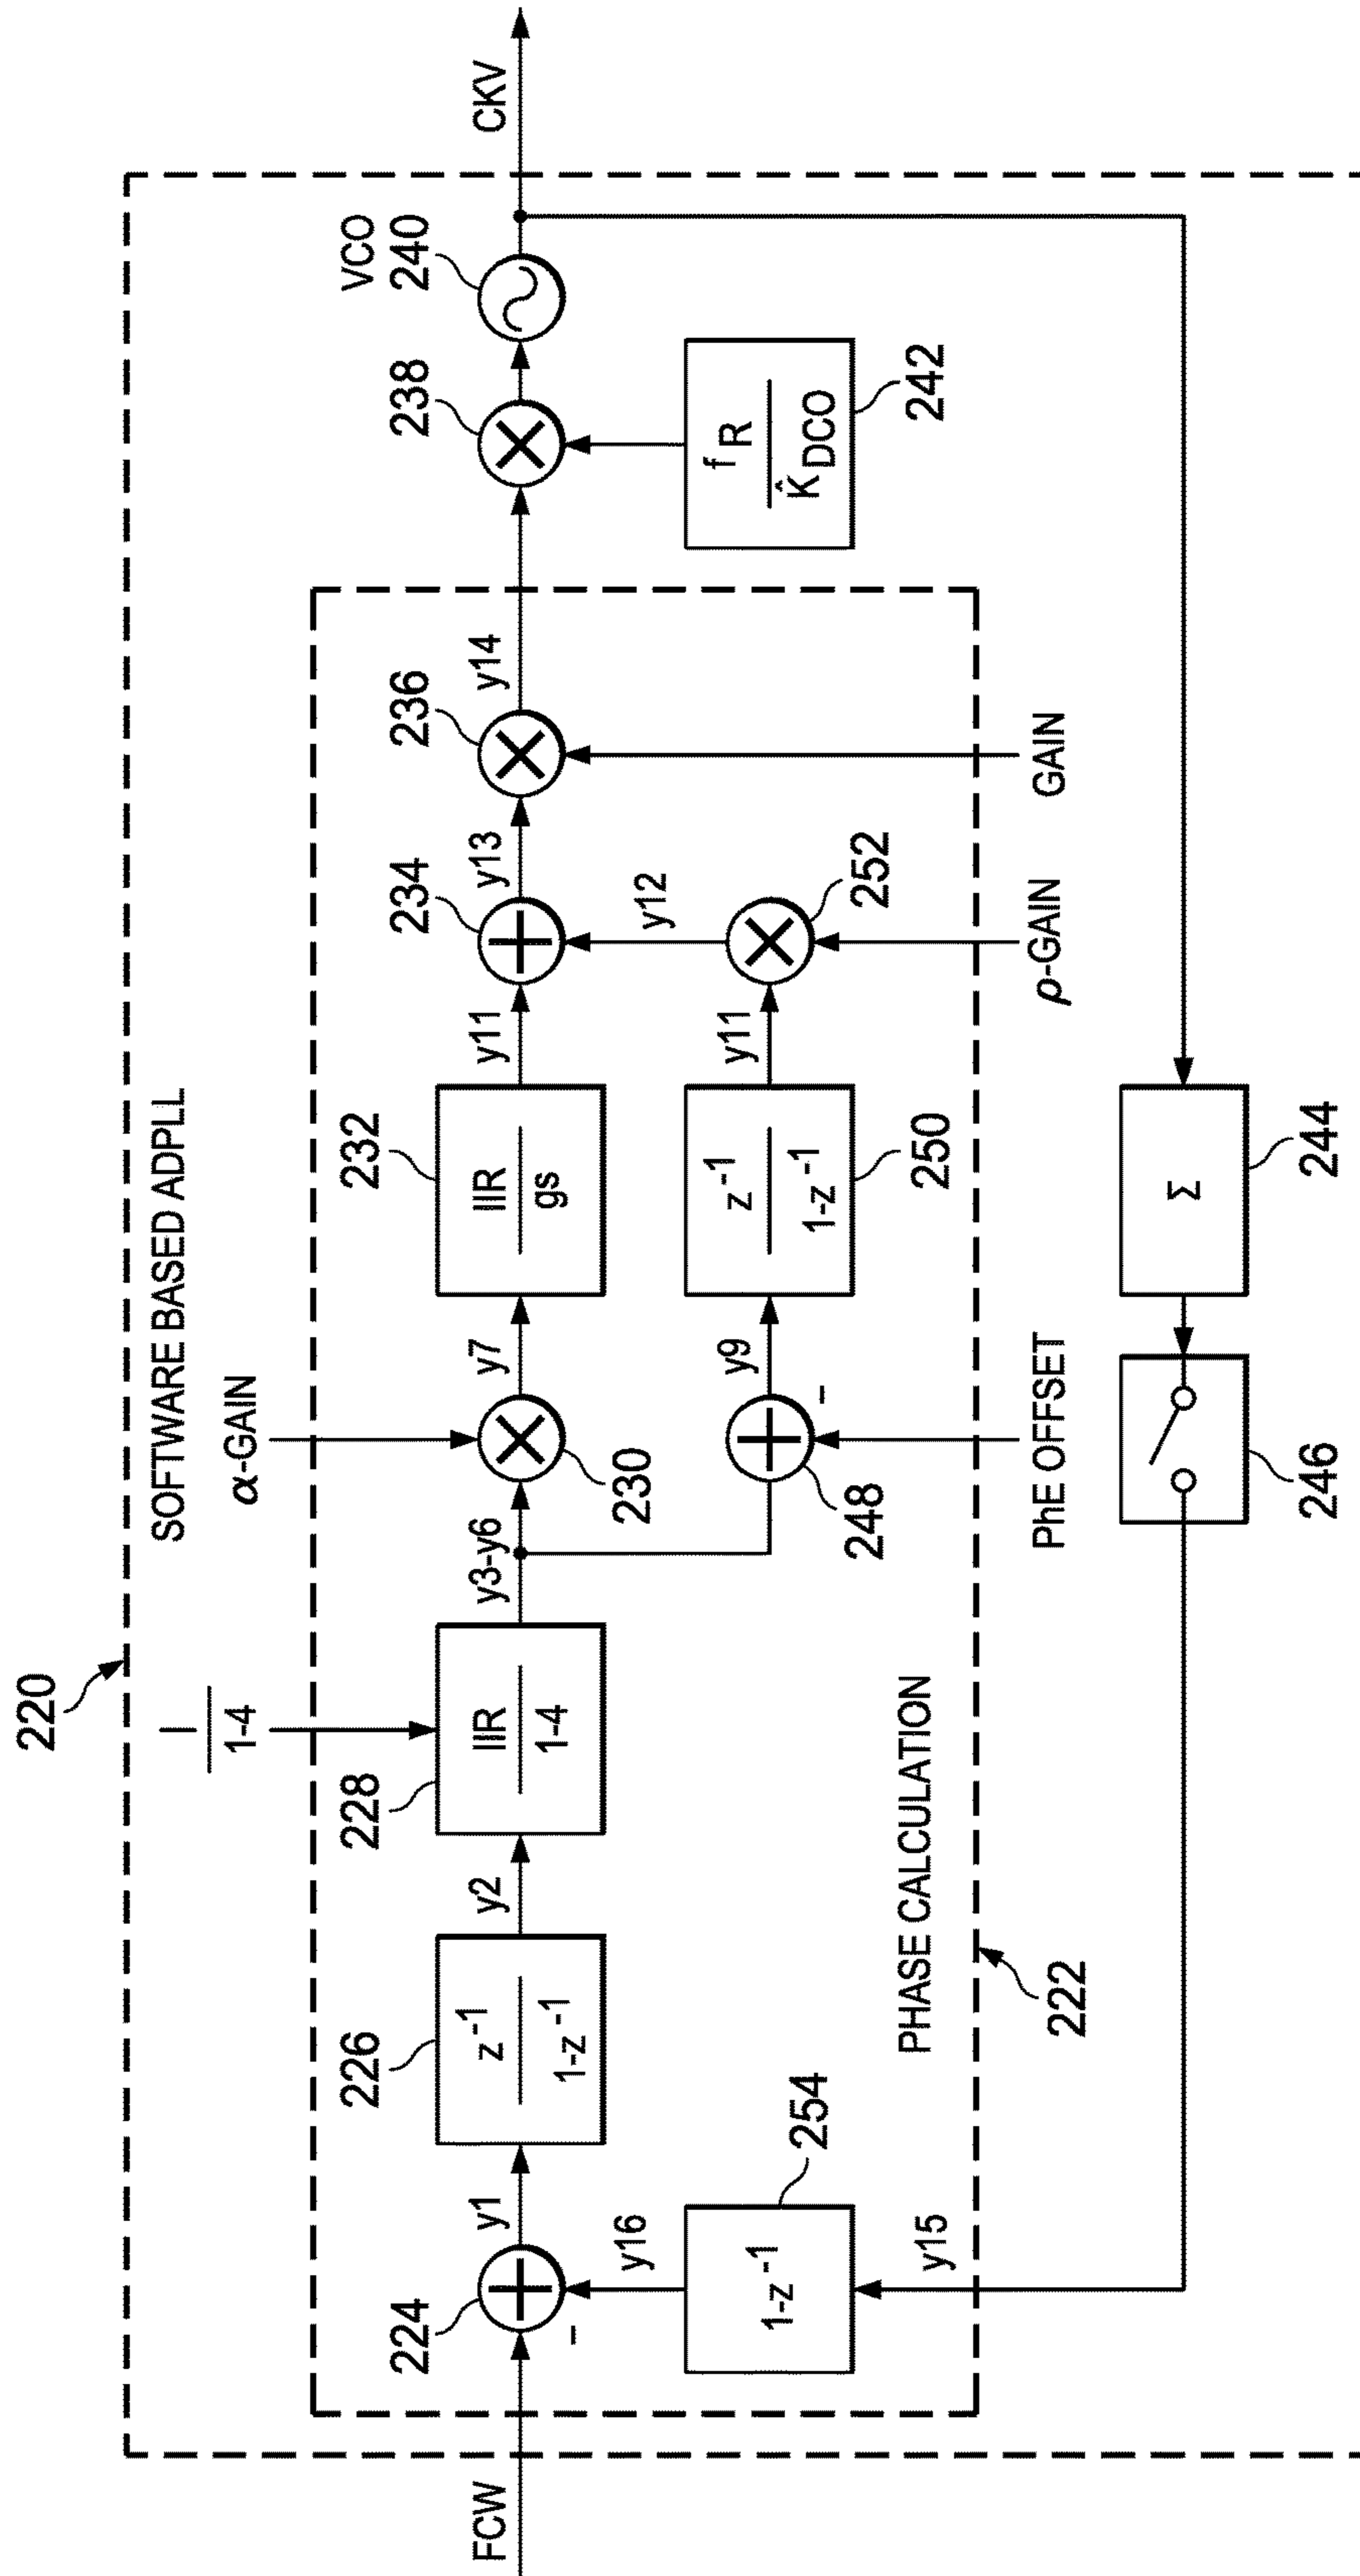 220
SOFTWARE BASED ADPLL
I
1-4
α-GAIN
FCW
224
-
y1
226
z-1
1-z-1
y2
228
IIR
1-4
y3-y6
230
y7
232
IIR
gs
y11
234
y13
236
y14
238
VCO
240
CKV
y16
254
1-z-1
y15
248
-
y9
250
z-1
1-z-1
y11
252
y12
fR
K̂DCO
242
PHASE CALCULATION
222
PhE OFFSET
ρ-GAIN
GAIN
246
Σ
244